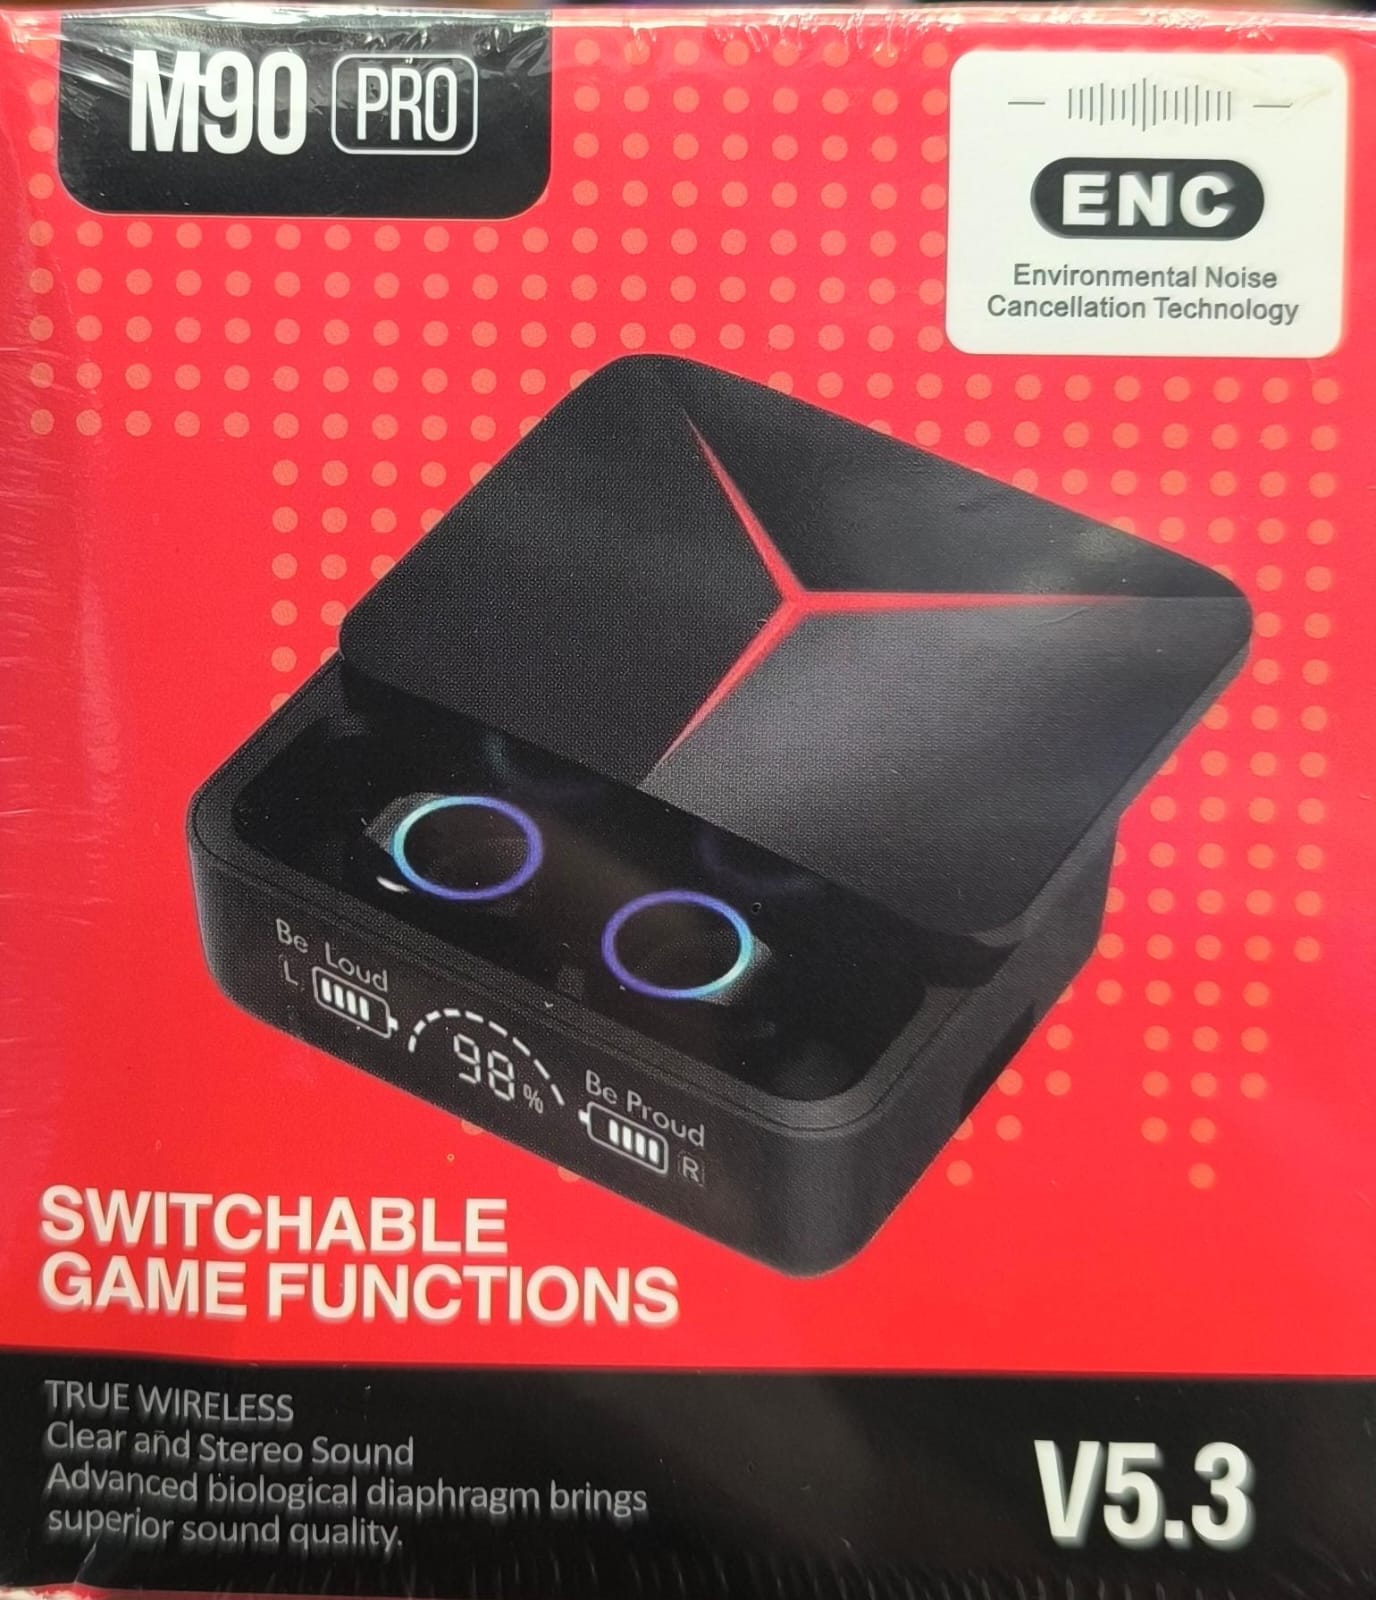 M90 PRO
ENC
Environmental Noise
Cancellation Technology
Be Loud
Be Proud
L
98%
R
SWITCHABLE
GAME FUNCTIONS
TRUE WIRELESS
Clear and Stereo Sound
Advanced biological diaphragm brings
superior sound quality.
V5.3